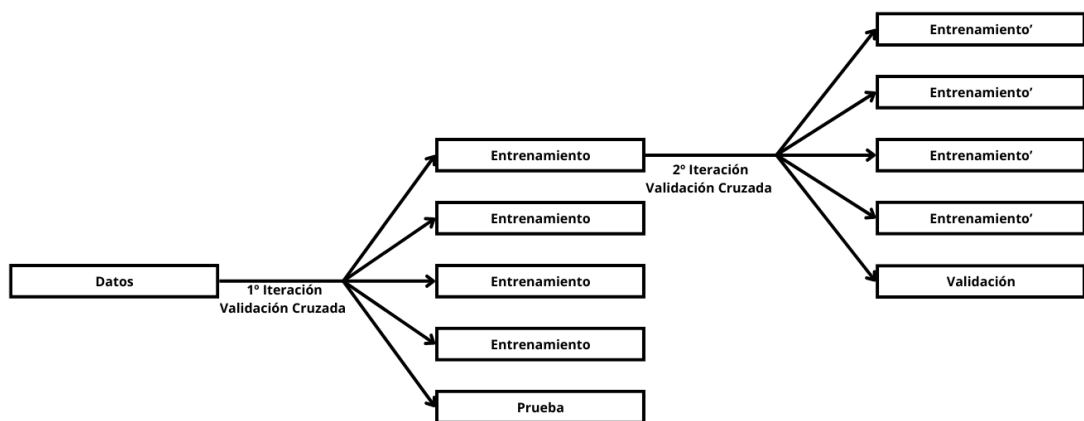 Datos
1º Iteración
Validación Cruzada
Entrenamiento
Entrenamiento
Entrenamiento
Entrenamiento
Prueba
2º Iteración
Validación Cruzada
Entrenamiento’
Entrenamiento’
Entrenamiento’
Entrenamiento’
Validación